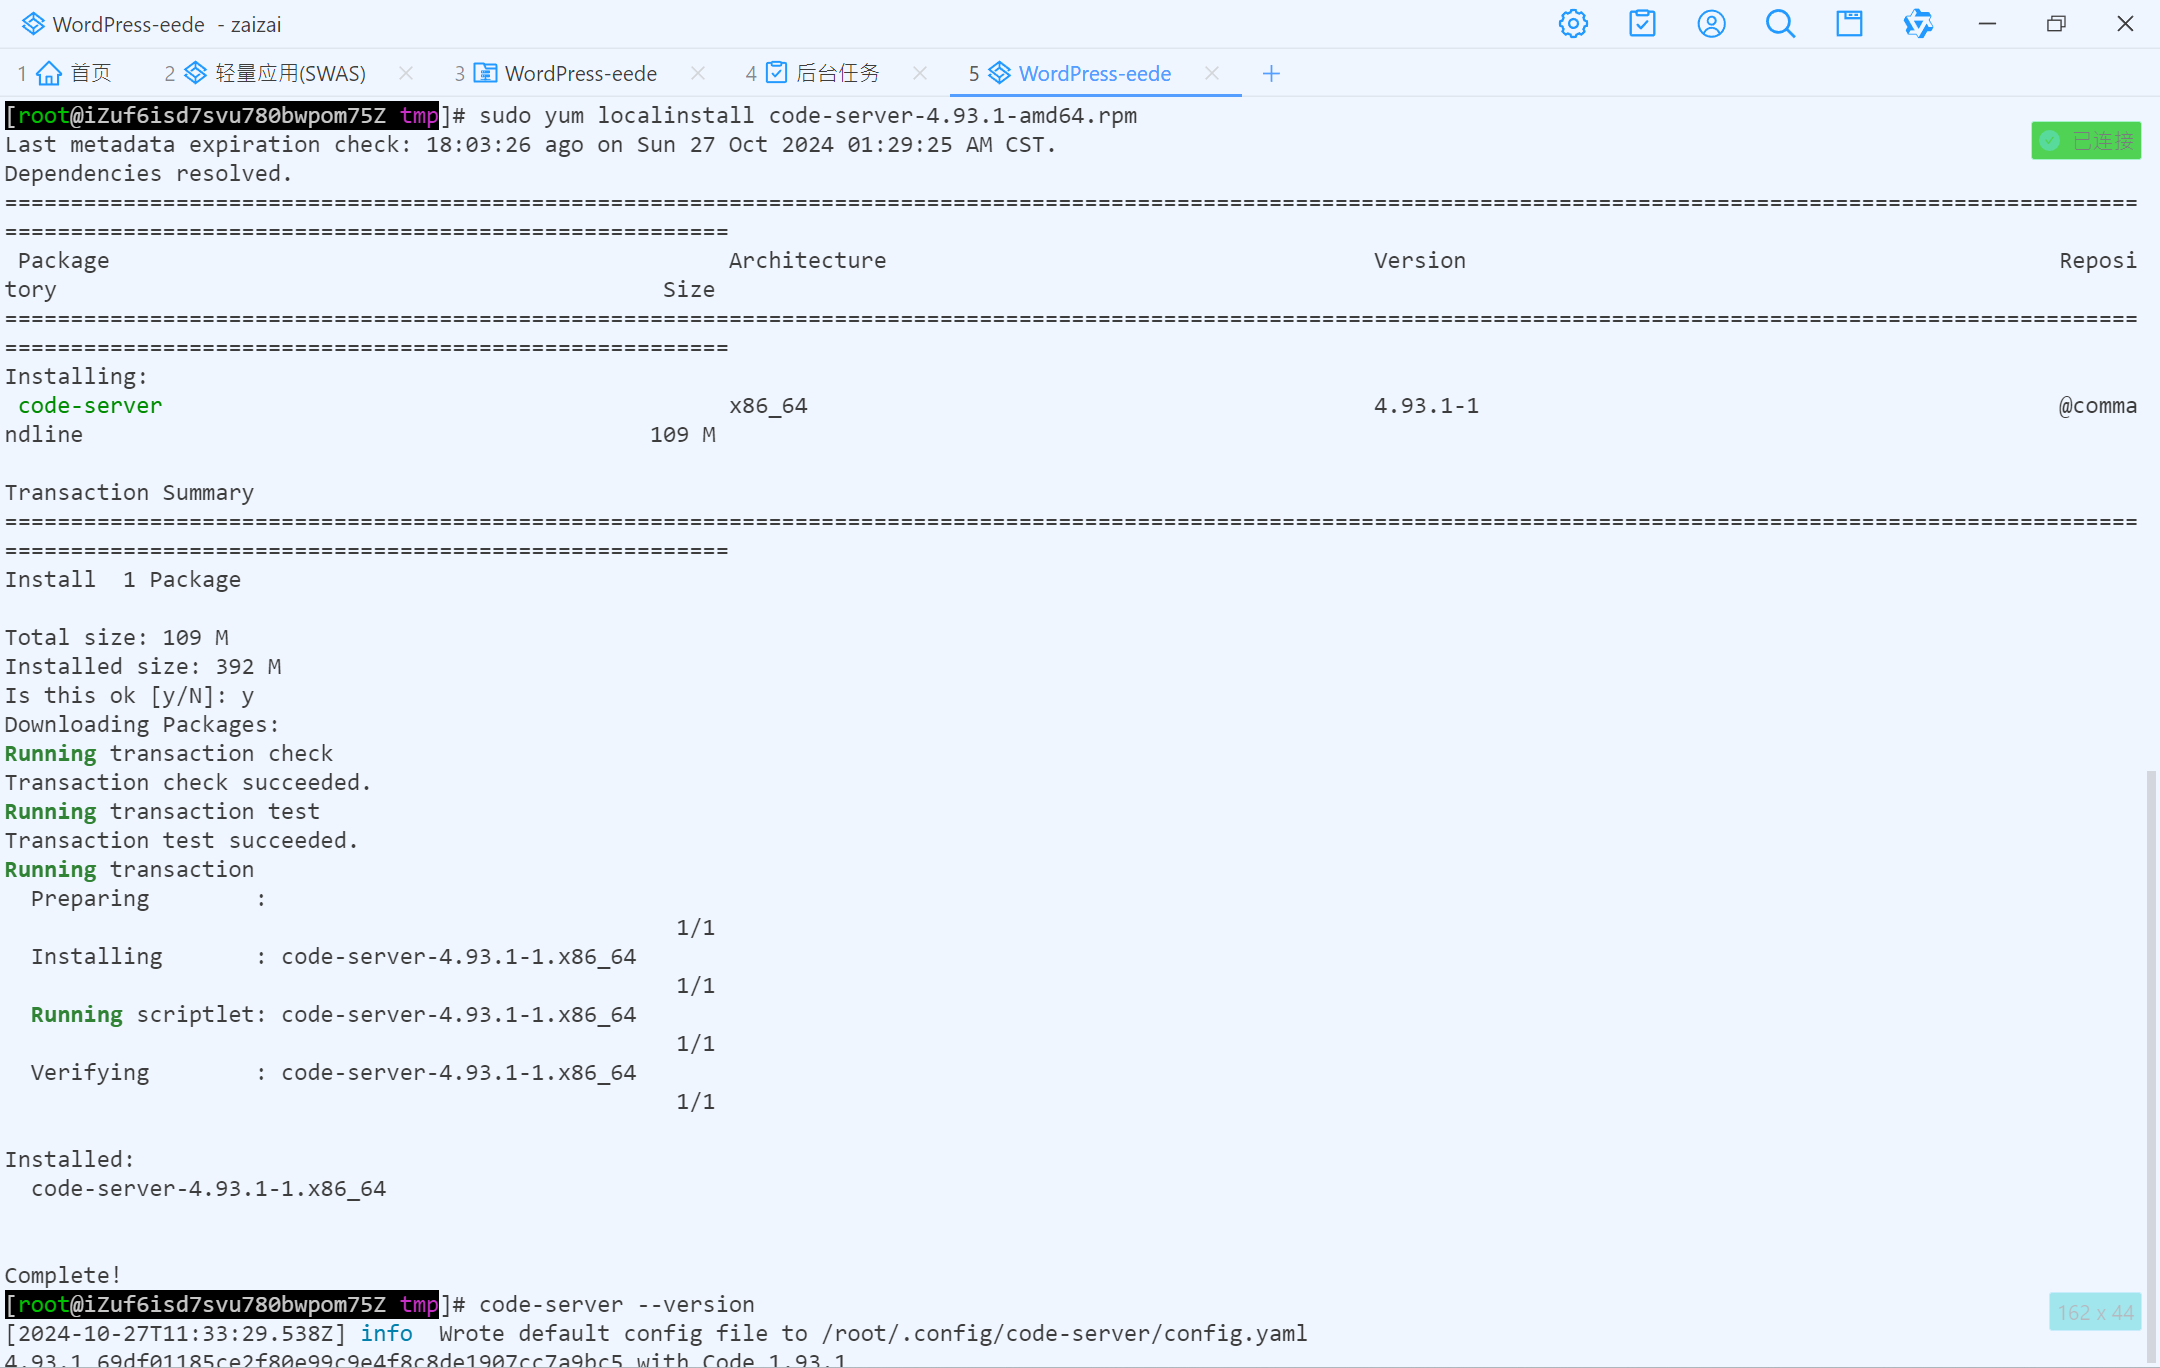 WordPress-eede - zaizai
1 首页 2 轻量应用(SWAS) 3 WordPress-eede 4 后台任务 5 WordPress-eede
[root@iZuf6isd7svu780bwpom75Z tmp]# sudo yum localinstall code-server-4.93.1-amd64.rpm
已连接
Last metadata expiration check: 18:03:26 ago on Sun 27 Oct 2024 01:29:25 AM CST.
Dependencies resolved.
==================================================================================================================================================================
=======================================================
Package Architecture Version Reposi
tory Size
==================================================================================================================================================================
=======================================================
Installing:
code-server x86_64 4.93.1-1 @comma
ndline 109 M
Transaction Summary
==================================================================================================================================================================
=======================================================
Install 1 Package
Total size: 109 M
Installed size: 392 M
Is this ok [y/N]: y
Downloading Packages:
Running transaction check
Transaction check succeeded.
Running transaction test
Transaction test succeeded.
Running transaction
Preparing :
1/1
Installing : code-server-4.93.1-1.x86_64
1/1
Running scriptlet: code-server-4.93.1-1.x86_64
1/1
Verifying : code-server-4.93.1-1.x86_64
1/1
Installed:
code-server-4.93.1-1.x86_64
Complete!
[root@iZuf6isd7svu780bwpom75Z tmp]# code-server --version
162 x 44
[2024-10-27T11:33:29.538Z] info Wrote default config file to /root/.config/code-server/config.yaml
4.93.1 69df01185ce2f80e99c9e4f8c8de1907cc7a9bc5 with Code 1.93.1